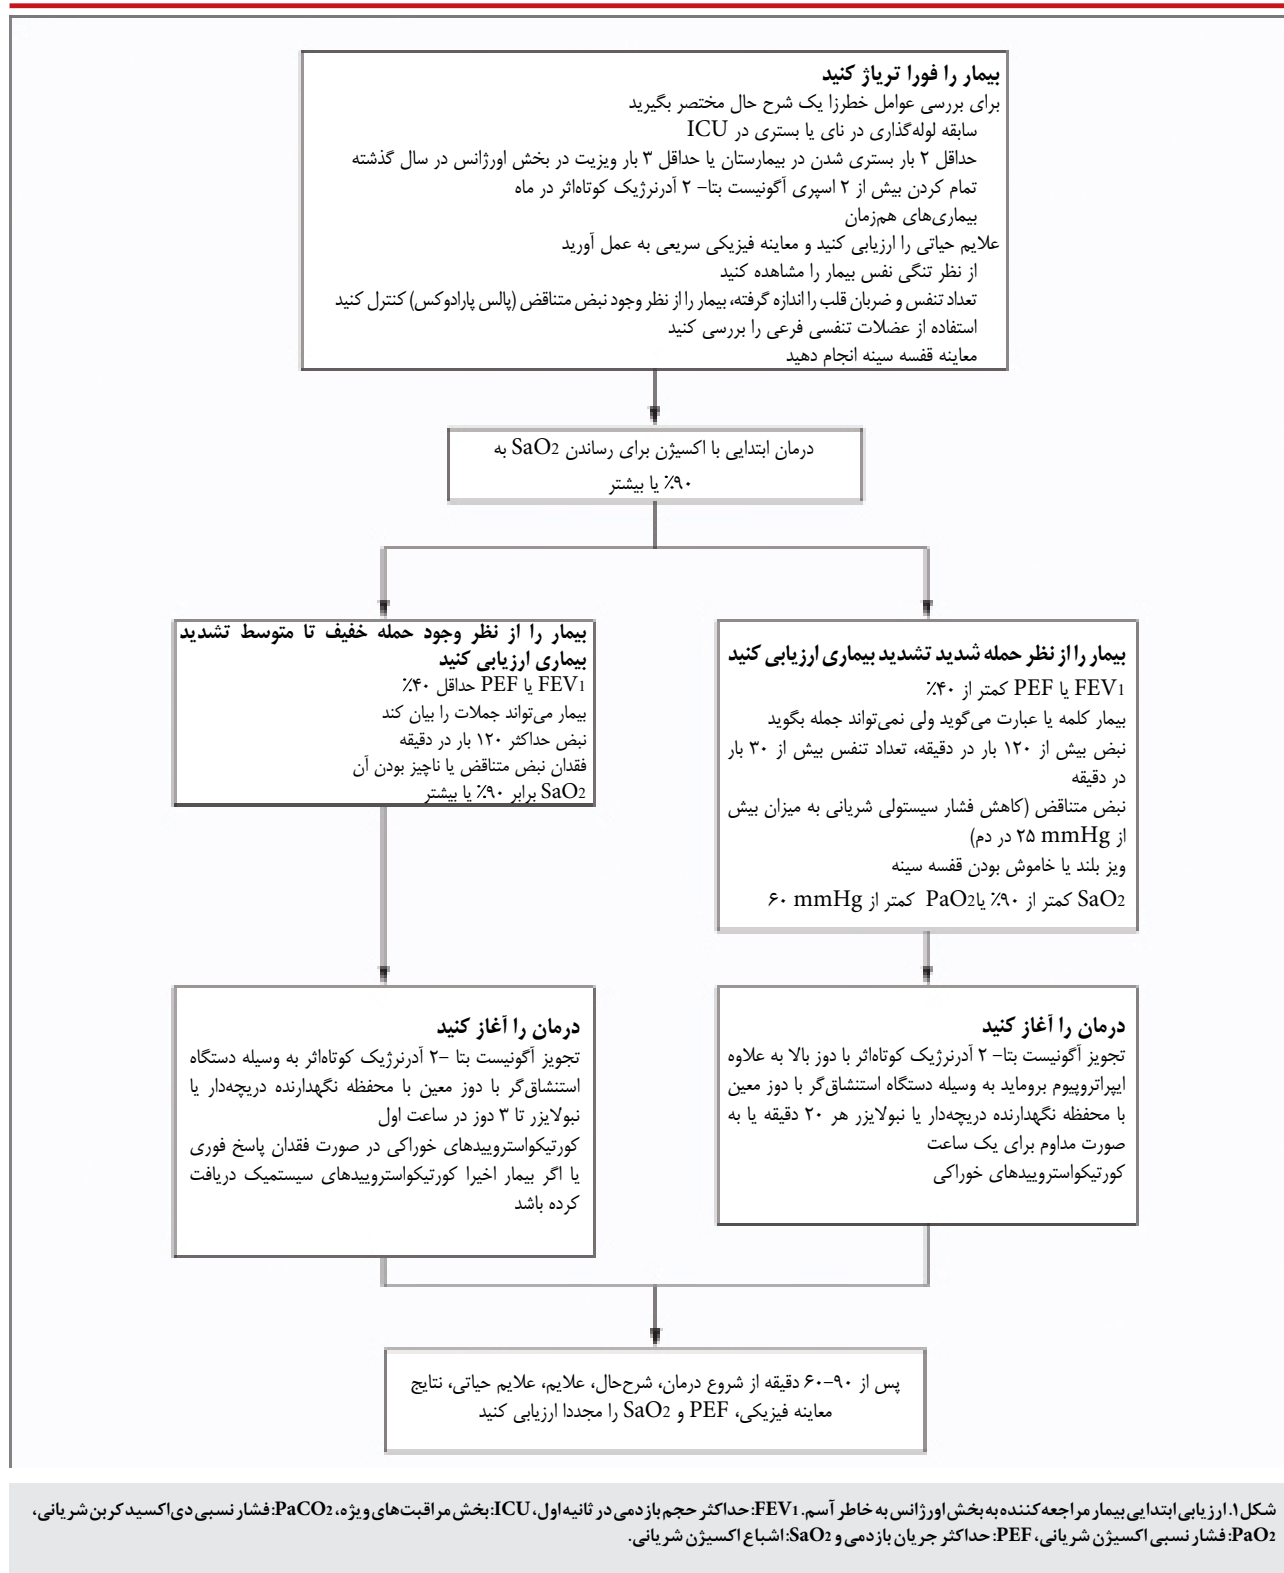 بیمار را فورا تریاژ کنید
برای بررسی عوامل خطرزا یک شرح حال مختصر بگیرید
سابقه لوله‌گذاری در نای یا بستری در ICU
حداقل ۲ بار بستری شدن در بیمارستان یا حداقل ۳ بار ویزیت در بخش اورژانس در سال گذشته
تمام کردن بیش از ۲ اسپری آگونیست بتا- ۲ آدرنرژیک کوتاه‌اثر در ماه
بیماری‌های هم‌زمان
علایم حیاتی را ارزیابی کنید و معاینه فیزیکی سریعی به عمل آورید
از نظر تنگی نفس بیمار را مشاهده کنید
تعداد تنفس و ضربان قلب را اندازه گرفته، بیمار را از نظر وجود نبض متناقض (پالس پارادوکس) کنترل کنید
استفاده از عضلات تنفسی فرعی را بررسی کنید
معاینه قفسه سینه انجام دهید
درمان ابتدایی با اکسیژن برای رساندن SaO2 به
۹۰٪ یا بیشتر
بیمار را از نظر حمله شدید تشدید بیماری ارزیابی کنید
FEV1 یا PEF کمتر از ۴۰٪
بیمار کلمه یا عبارت می‌گوید ولی نمی‌تواند جمله بگوید
نبض بیش از ۱۲۰ بار در دقیقه، تعداد تنفس بیش از ۳۰ بار
در دقیقه
نبض متناقض (کاهش فشار سیستولی شریانی به میزان بیش
از ۲۵ mmHg در دم)
ویز بلند یا خاموش بودن قفسه سینه
SaO2 کمتر از ۹۰٪ یا PaO2 کمتر از ۶۰ mmHg
بیمار را از نظر وجود حمله خفیف تا متوسط تشدید
بیماری ارزیابی کنید
FEV1 یا PEF حداقل ۴۰٪
بیمار می‌تواند جملات را بیان کند
نبض حداکثر ۱۲۰ بار در دقیقه
فقدان نبض متناقض یا ناچیز بودن آن
SaO2 برابر ۹۰٪ یا بیشتر
درمان را آغاز کنید
تجویز آگونیست بتا- ۲ آدرنرژیک کوتاه‌اثر با دوز بالا به علاوه
ایپراتروپیوم بروماید به وسیله دستگاه استنشاق‌گر با دوز معین
با محفظه نگهدارنده دریچه‌دار یا نبولایزر هر ۲۰ دقیقه یا به
صورت مداوم برای یک ساعت
کورتیکواستروییدهای خوراکی
درمان را آغاز کنید
تجویز آگونیست بتا -۲ آدرنرژیک کوتاه‌اثر به وسیله دستگاه
استنشاق‌گر با دوز معین با محفظه نگهدارنده دریچه‌دار یا
نبولایزر تا ۳ دوز در ساعت اول
کورتیکواستروییدهای خوراکی در صورت فقدان پاسخ فوری
یا اگر بیمار اخیرا کورتیکواستروییدهای سیستمیک دریافت
کرده باشد
پس از ۹۰-۶۰ دقیقه از شروع درمان، شرح‌حال، علایم، علایم حیاتی، نتایج
معاینه فیزیکی، PEF و SaO2 را مجددا ارزیابی کنید
شکل۱. ارزیابی ابتدایی بیمار مراجعه‌کننده به بخش اورژانس به خاطر آسم. FEV1: حداکثر حجم بازدمی در ثانیه اول، ICU: بخش مراقبت‌های ویژه، PaCO2: فشار نسبی دی‌اکسید کربن شریانی،
PaO2: فشار نسبی اکسیژن شریانی، PEF: حداکثر جریان بازدمی و SaO2: اشباع اکسیژن شریانی.